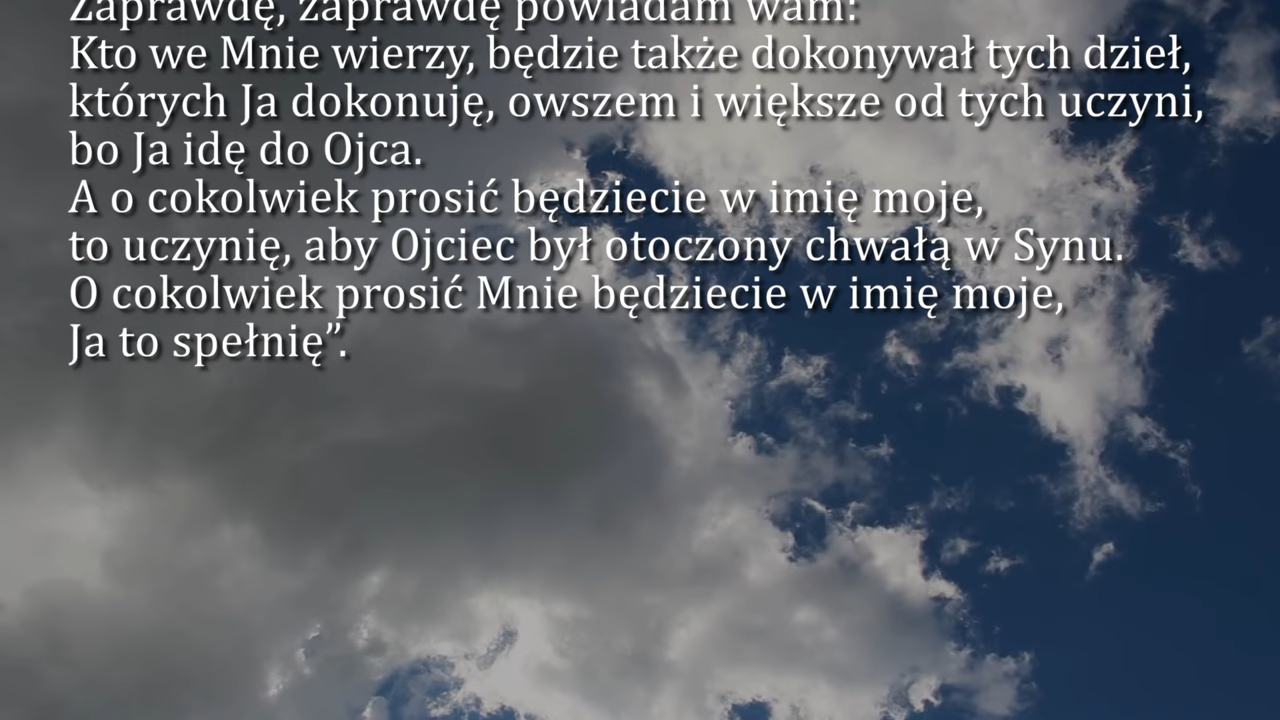 Zaprawdę, zaprawdę powiadam wam:
Kto we Mnie wierzy, będzie także dokonywał tych dzieł,
których Ja dokonuję, owszem i większe od tych uczyni,
bo Ja idę do Ojca.
A o cokolwiek prosić będziecie w imię moje,
to uczynię, aby Ojciec był otoczony chwałą w Synu.
O cokolwiek prosić Mnie będziecie w imię moje,
Ja to spełnię”.